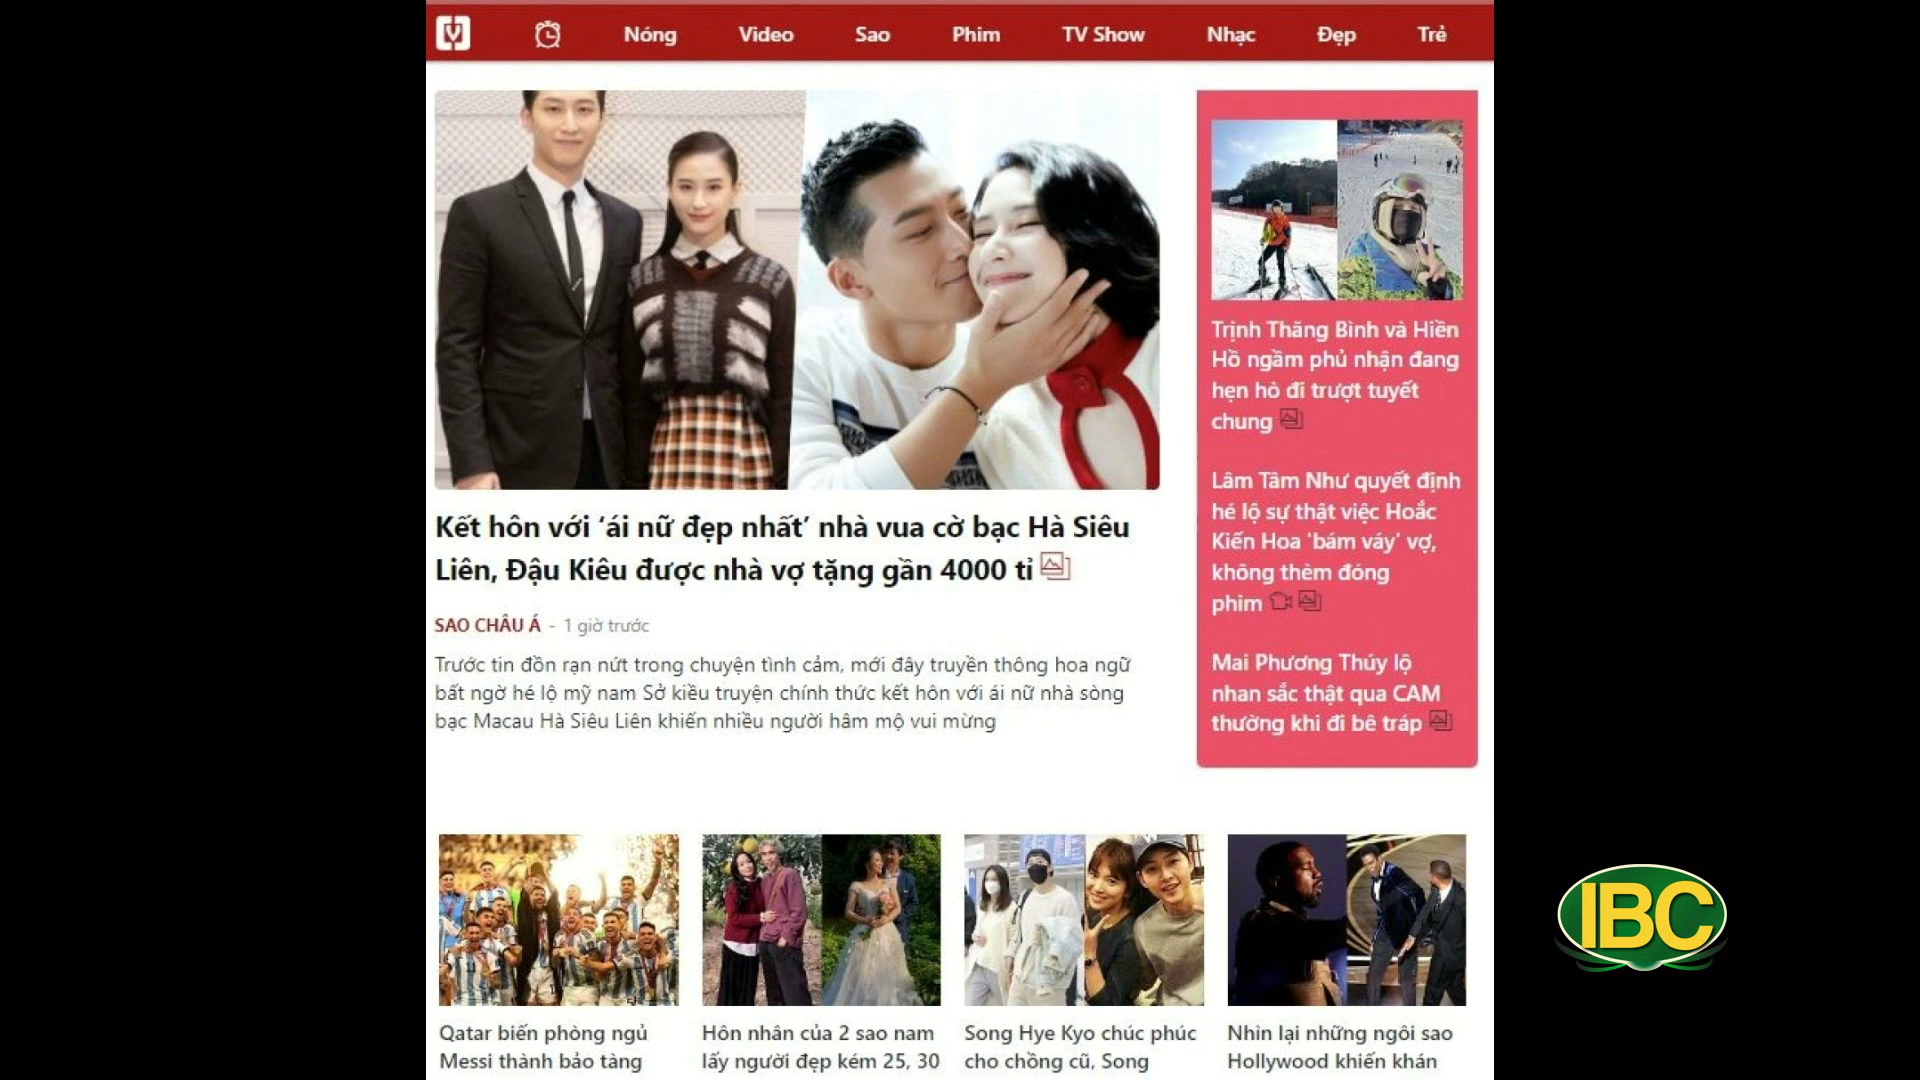 Nóng Video Sao Phim TV Show Nhạc Đẹp Trẻ
Kết hôn với ‘ái nữ đẹp nhất’ nhà vua cờ bạc Hà Siêu
Liên, Đậu Kiêu được nhà vợ tặng gần 4000 tỉ
SAO CHÂU Á - 1 giờ trước
Trước tin đồn rạn nứt trong chuyện tình cảm, mới đây truyền thông hoa ngữ
bất ngờ hé lộ mỹ nam Sở kiều truyện chính thức kết hôn với ái nữ nhà sòng
bạc Macau Hà Siêu Liên khiến nhiều người hâm mộ vui mừng
Trịnh Thăng Bình và Hiền
Hồ ngầm phủ nhận đang
hẹn hò đi trượt tuyết
chung
Lâm Tâm Như quyết định
hé lộ sự thật việc Hoắc
Kiến Hoa 'bám váy' vợ,
không thèm đóng
phim
Mai Phương Thúy lộ
nhan sắc thật qua CAM
thường khi đi bê tráp
Qatar biến phòng ngủ
Messi thành bảo tàng
Hôn nhân của 2 sao nam
lấy người đẹp kém 25, 30
Song Hye Kyo chúc phúc
cho chồng cũ, Song
Nhìn lại những ngôi sao
Hollywood khiến khán
IBC